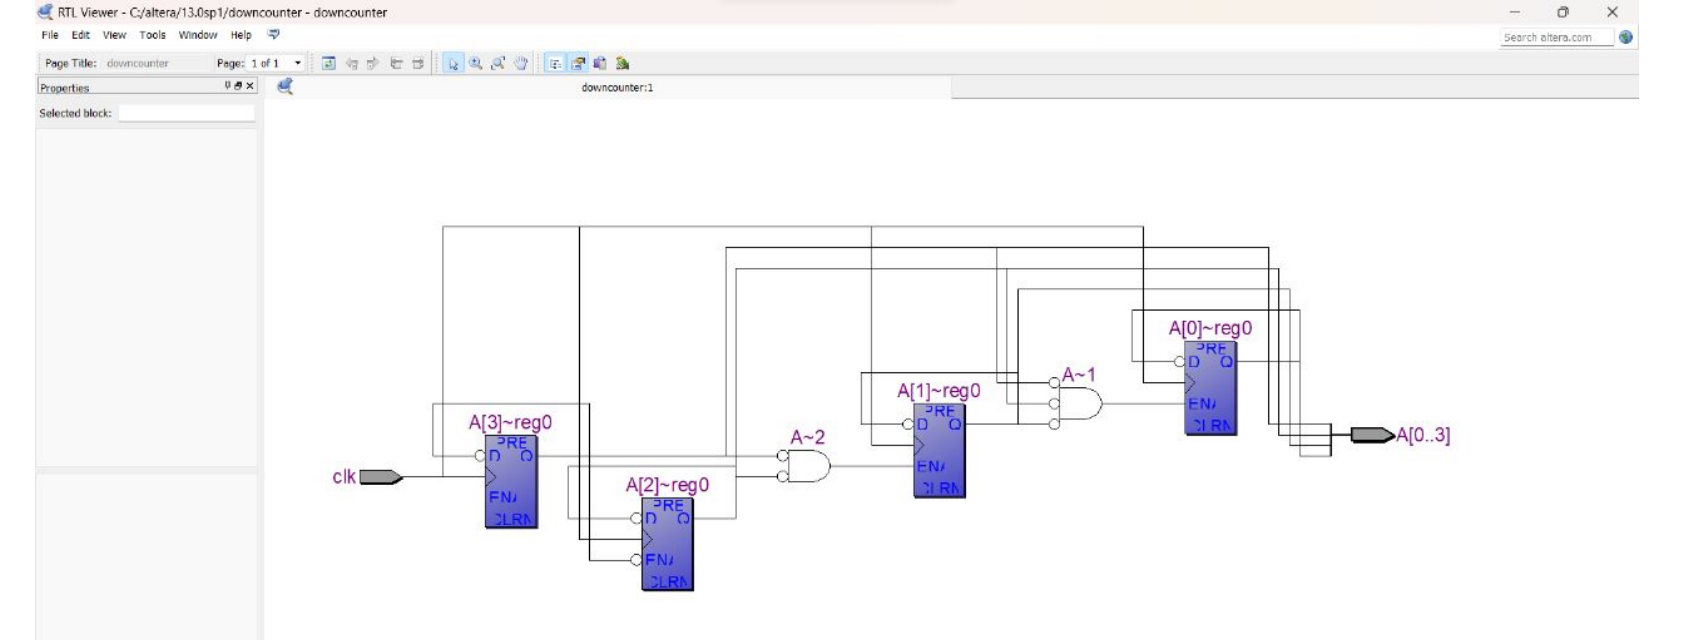 RTL Viewer - C:/altera/13.0sp1/downcounter - downcounter
File Edit View Tools Window Help
Search altera.com
Page Title: downcounter Page: 1 of 1
Properties
downcounter:1
Selected block:
A[0]~reg0
PRE
D Q
ENA
CLRN
A~1
A[1]~reg0
PRE
D Q
ENA
CLRN
A[3]~reg0
PRE
D Q
ENA
CLRN
A~2
A[0..3]
clk
A[2]~reg0
PRE
D Q
ENA
CLRN